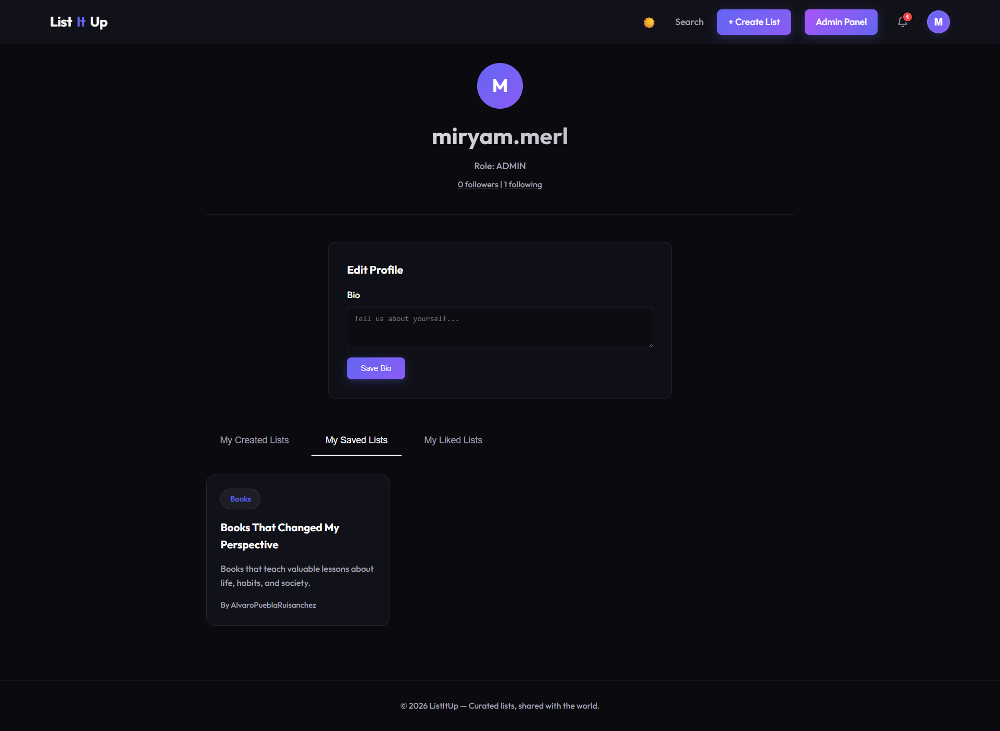 List It Up
Search
+ Create List
Admin Panel
1
M
M
miryam.merl
Role: ADMIN
0 followers | 1 following
Edit Profile
Bio
Tell us about yourself...
Save Bio
My Created Lists
My Saved Lists
My Liked Lists
Books
Books That Changed My
Perspective
Books that teach valuable lessons about
life, habits, and society.
By AlvaroPueblaRuisanchez
© 2026 ListItUp — Curated lists, shared with the world.